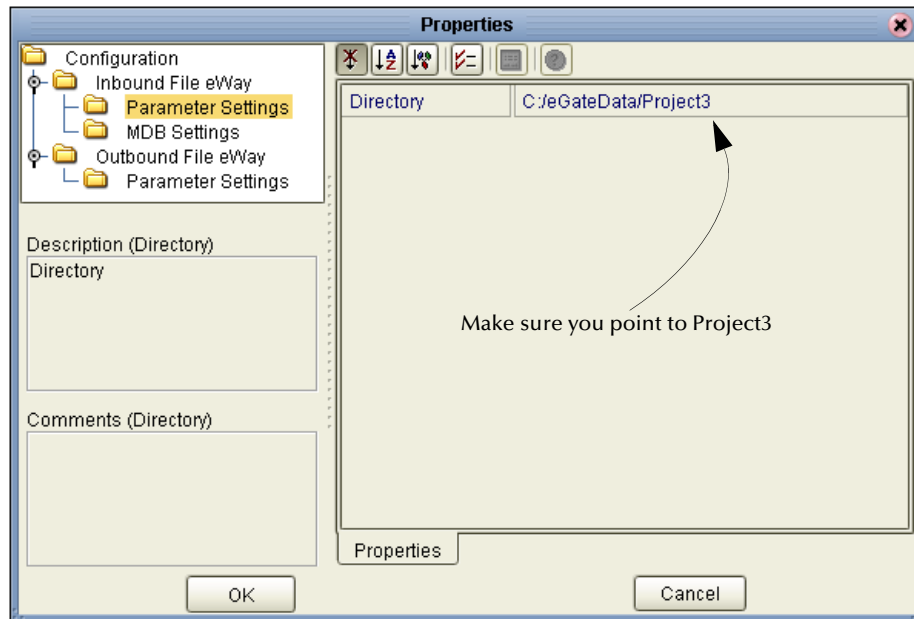 Properties
Configuration
Inbound File eWay
Parameter Settings
MDB Settings
Outbound File eWay
Parameter Settings
Description (Directory)
Directory
Comments (Directory)
Directory C:/eGateData/Project3
Make sure you point to Project3
Properties
OK
Cancel